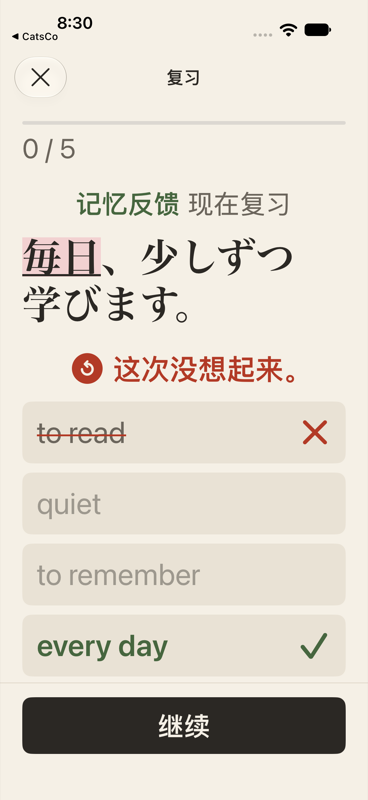 8:30
◀ CatsCo
复习
0 / 5
记忆反馈 现在复习
毎日、少しずつ
学びます。
这次没想起来。
to read
quiet
to remember
every day
继续